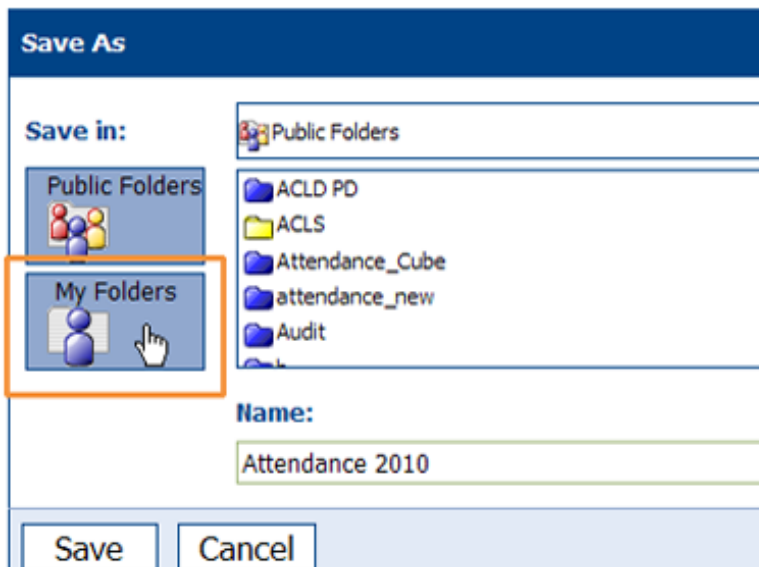 Save As
Save in:
Public Folders
Public Folders
My Folders
ACLD PD
ACLS
Attendance_Cube
attendance_new
Audit
Name:
Attendance 2010
Save
Cancel